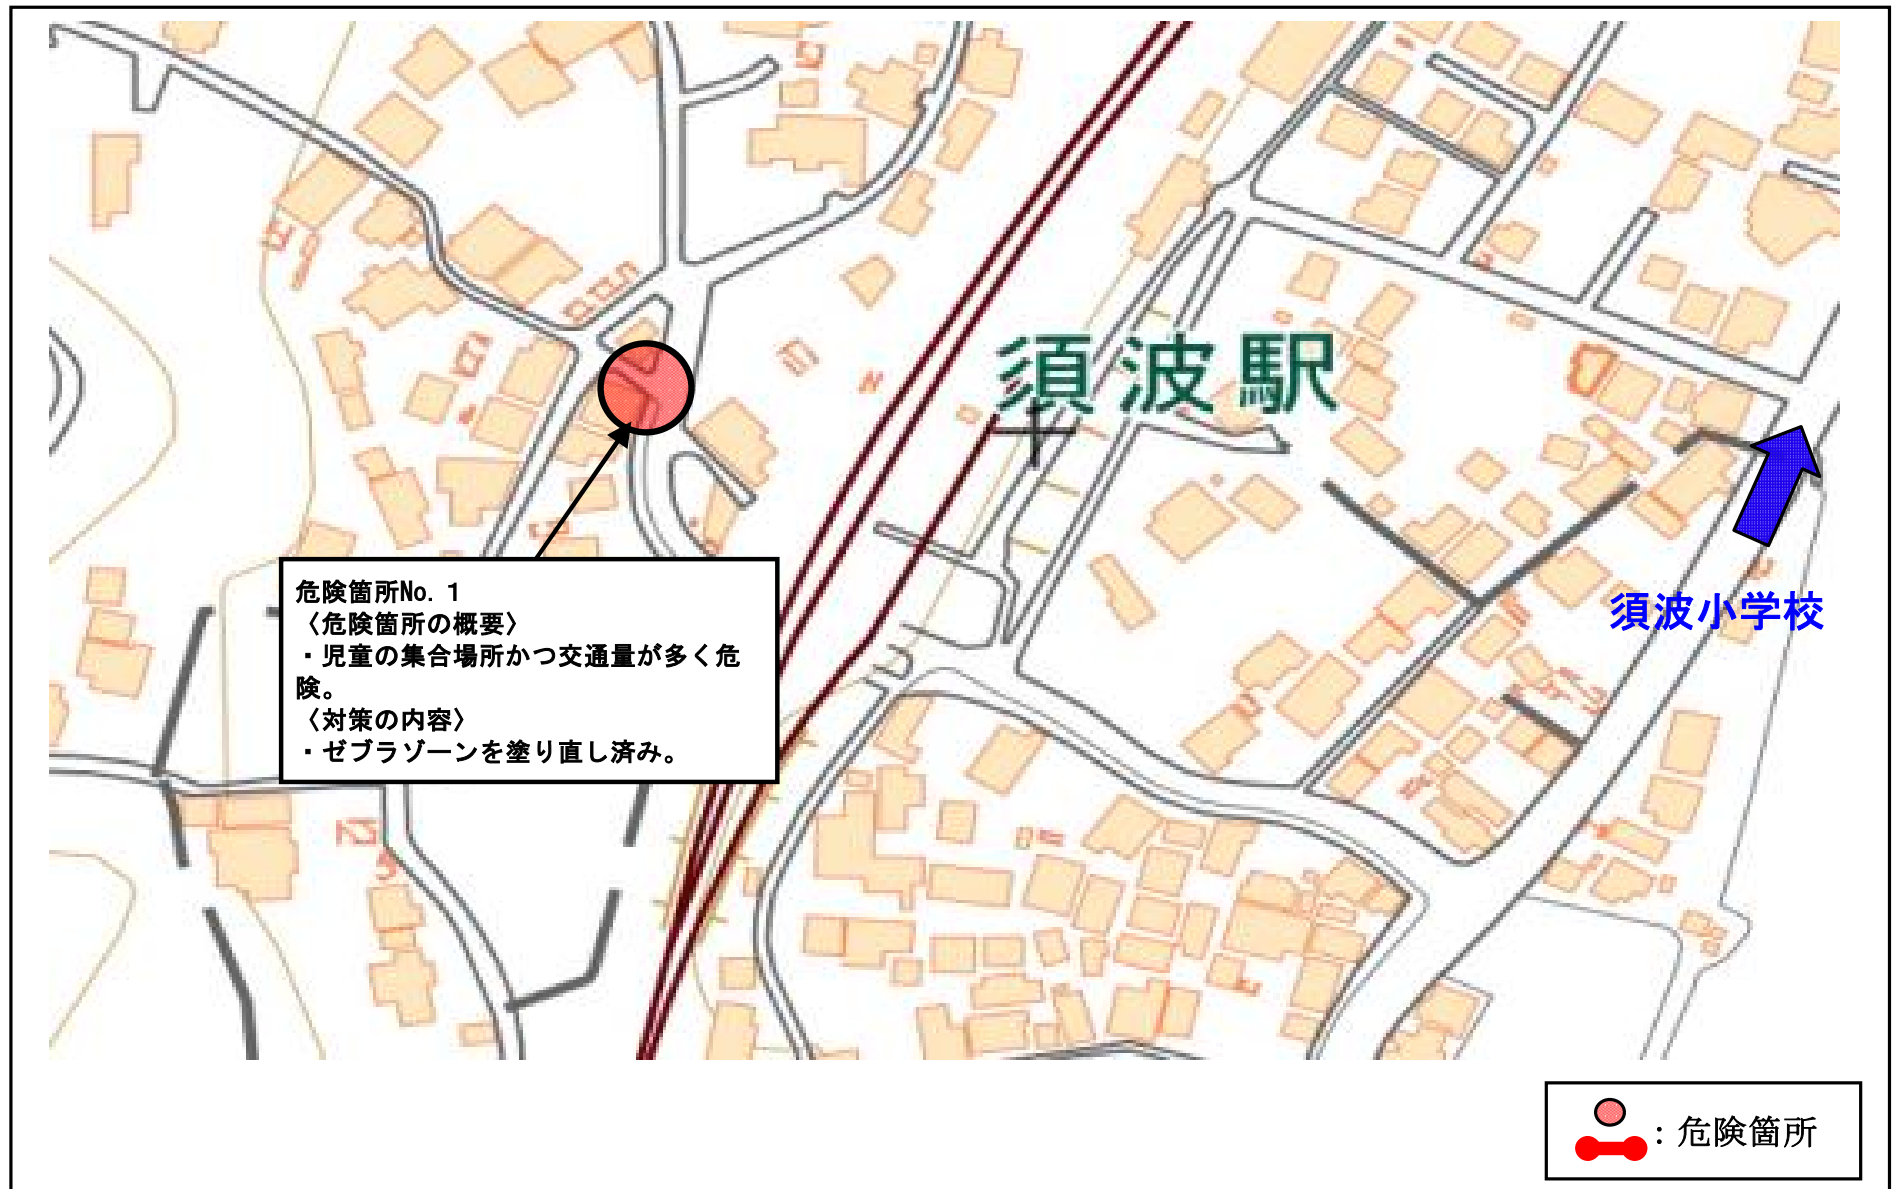 須波駅
危険箇所No. 1
〈危険箇所の概要〉
・児童の集合場所かつ交通量が多く危
険。
〈対策の内容〉
・ゼブラゾーンを塗り直し済み。
須波小学校
：危険箇所